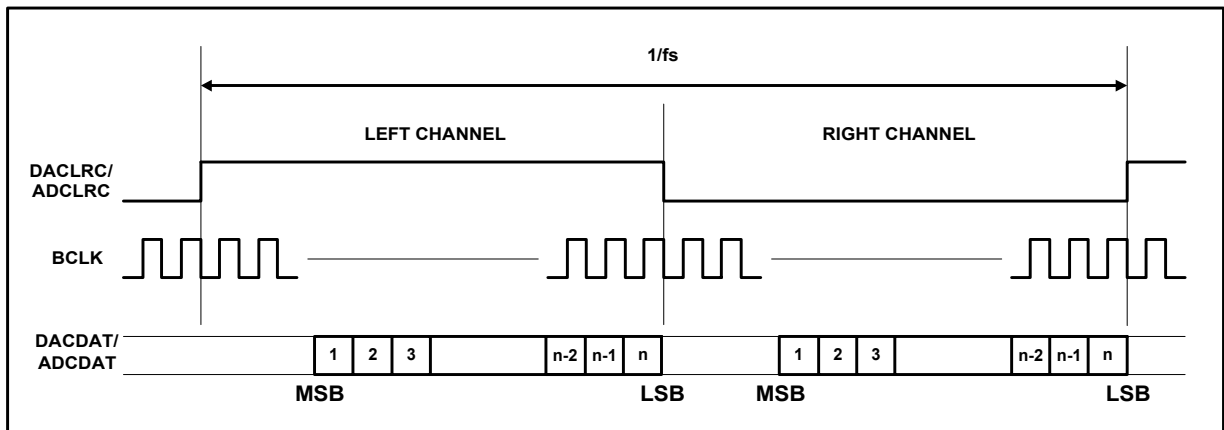 1/fs
LEFT CHANNEL
RIGHT CHANNEL
DACLRC/
ADCLRC
BCLK
DACDAT/
ADCDAT
1 2 3 n-2 n-1 n 1 2 3 n-2 n-1 n
MSB LSB MSB LSB